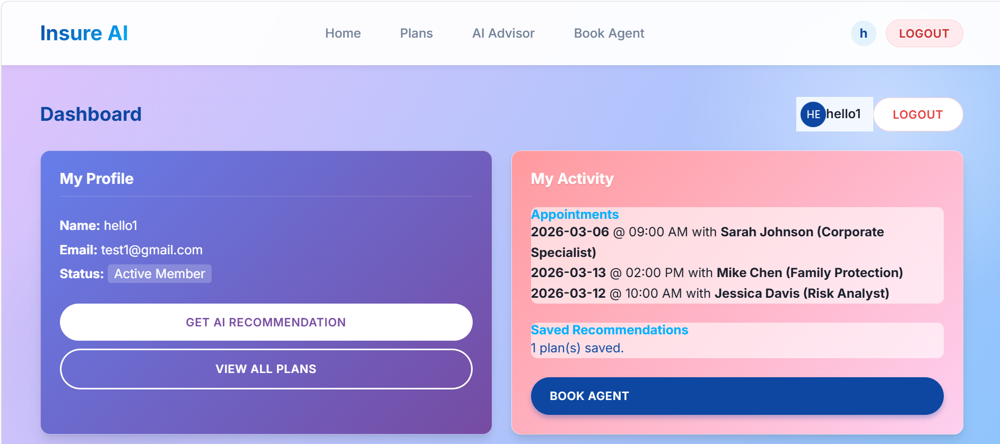 Insure AI
Home
Plans
AI Advisor
Book Agent
h
LOGOUT
Dashboard
HE
hello1
LOGOUT
My Profile
Name: hello1
Email: test1@gmail.com
Status: Active Member
GET AI RECOMMENDATION
VIEW ALL PLANS
My Activity
Appointments
2026-03-06 @ 09:00 AM with Sarah Johnson (Corporate
Specialist)
2026-03-13 @ 02:00 PM with Mike Chen (Family Protection)
2026-03-12 @ 10:00 AM with Jessica Davis (Risk Analyst)
Saved Recommendations
1 plan(s) saved.
BOOK AGENT